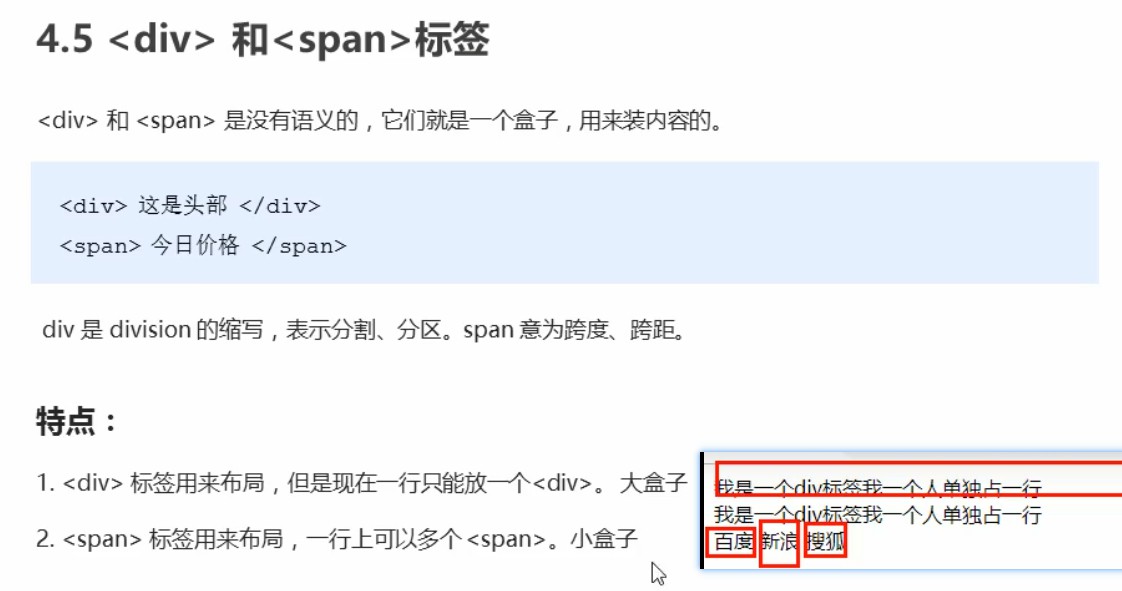 4.5 <div> 和<span>标签
<div> 和 <span> 是没有语义的，它们就是一个盒子，用来装内容的。
<div> 这是头部 </div>
<span> 今日价格 </span>
div 是 division 的缩写，表示分割、分区。span 意为跨度、跨距。
特点：
1. <div> 标签用来布局，但是现在一行只能放一个<div>。 大盒子
2. <span> 标签用来布局，一行上可以多个 <span>。小盒子
我是一个div标签我一个人单独占一行
我是一个div标签我一个人单独占一行
百度 新浪 搜狐